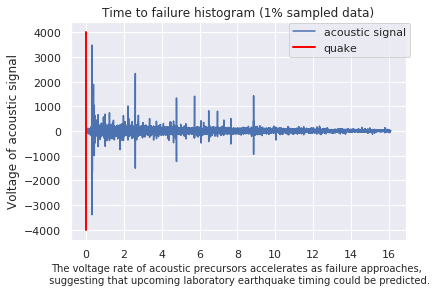 Time to failure histogram (1% sampled data)
acoustic signal
quake
Voltage of acoustic signal
4000
3000
2000
1000
0
−1000
−2000
−3000
−4000
0 2 4 6 8 10 12 14 16
The voltage rate of acoustic precursors accelerates as failure approaches,
suggesting that upcoming laboratory earthquake timing could be predicted.